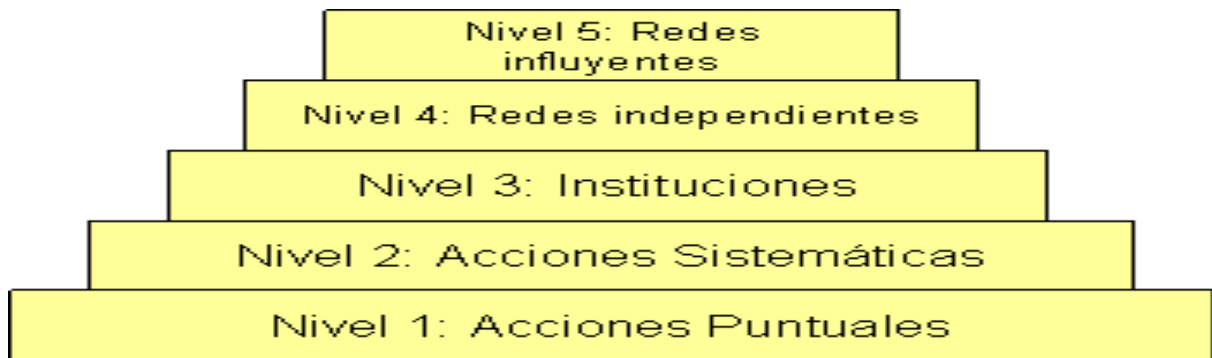 Nivel 5: Redes
influyentes
Nivel 4: Redes independientes
Nivel 3: Instituciones
Nivel 2: Acciones Sistemáticas
Nivel 1: Acciones Puntuales